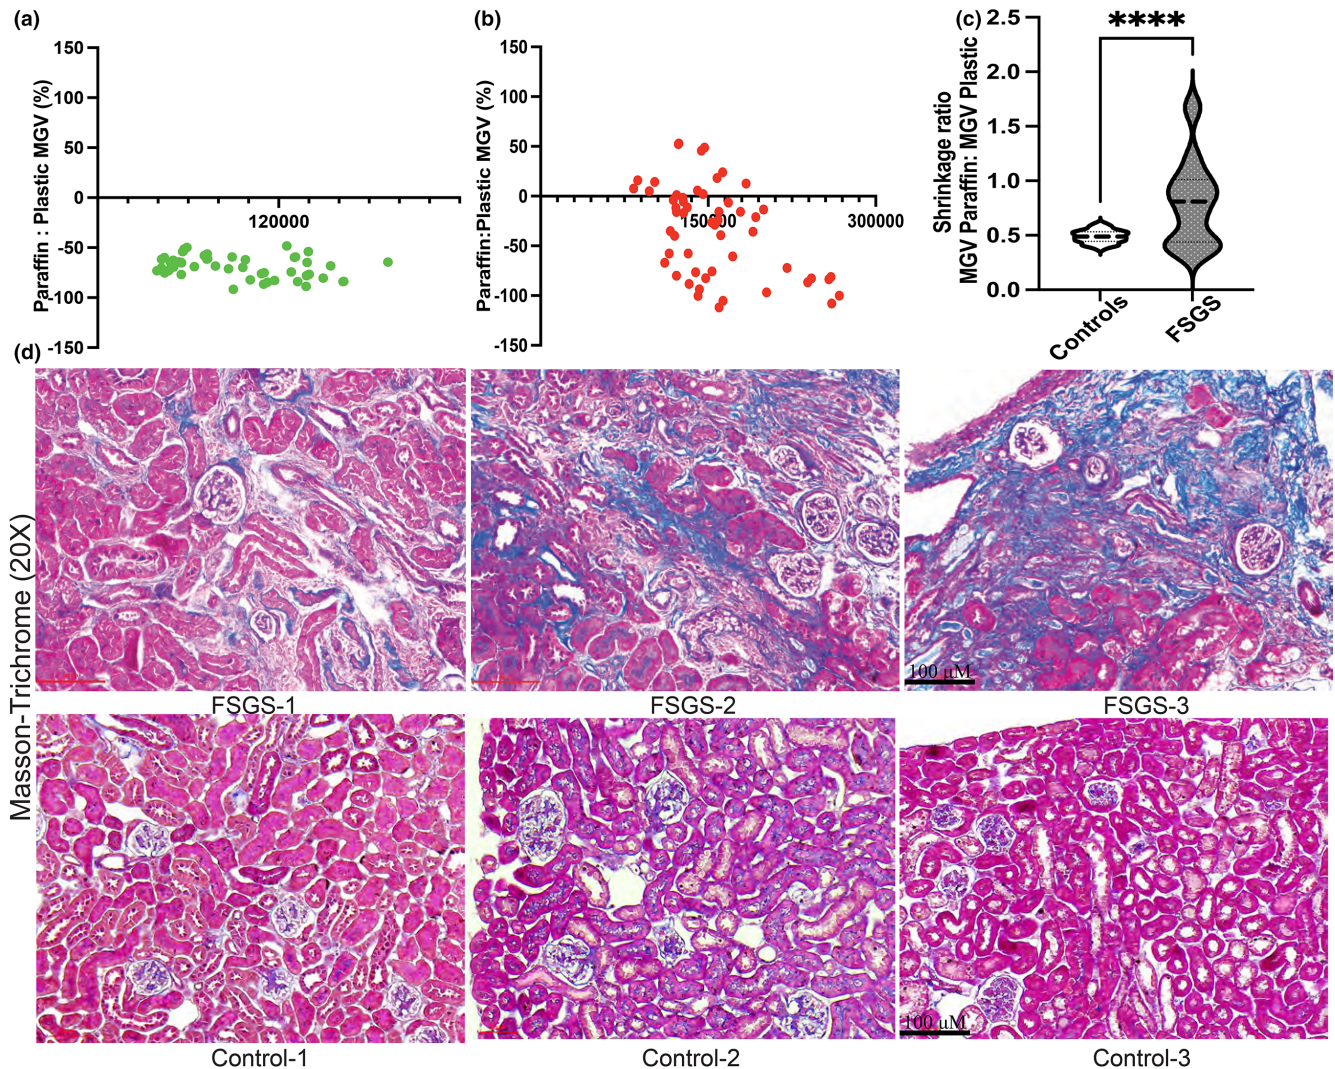 (a)
Paraffin : Plastic MGV (%)
150
100
50
0
-50
-100
-150
120000
(b)
Paraffin:Plastic MGV (%)
150
100
50
0
-50
-100
-150
150000
300000
(c)
Shrinkage ratio
MGV Paraffin: MGV Plastic
2.5
2.0
1.5
1.0
0.5
0.0
****
Controls
FSGS
(d)
Masson-Trichrome (20X)
100 µM
FSGS-1
FSGS-2
FSGS-3
100 µM
Control-1
Control-2
Control-3